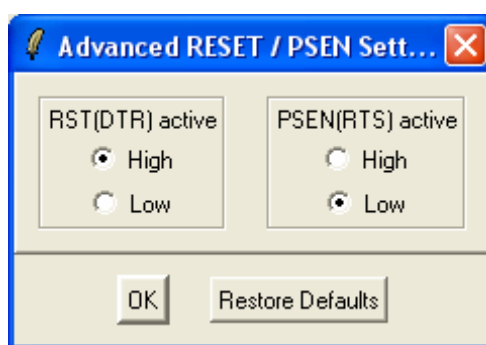 Advanced RESET / PSEN Sett...
RST(DTR) active
High
Low
PSEN(RTS) active
High
Low
OK
Restore Defaults